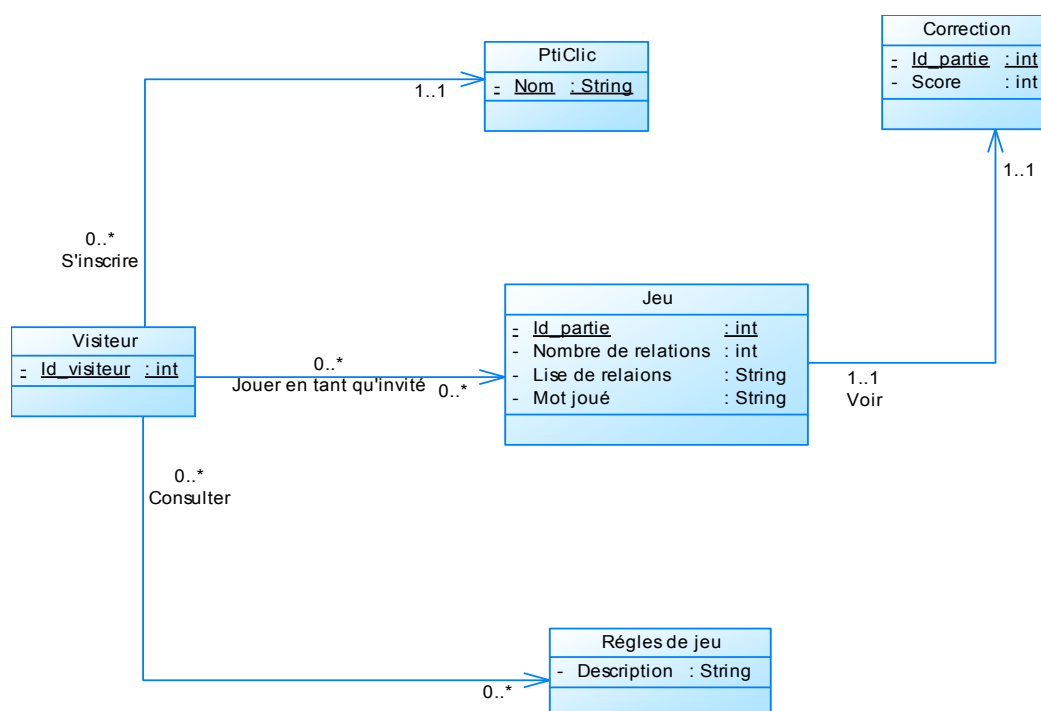 PtiClic
- Nom : String
Correction
- Id_partie : int
- Score : int
1..1
1..1
0..*
S'inscrire
Visiteur
- Id_visiteur : int
0..*
Jouer en tant qu'invité
0..*
Jeu
- Id_partie : int
- Nombre de relations : int
- Lise de relaions : String
- Mot joué : String
1..1
Voir
0..*
Consulter
0..*
Régles de jeu
- Description : String